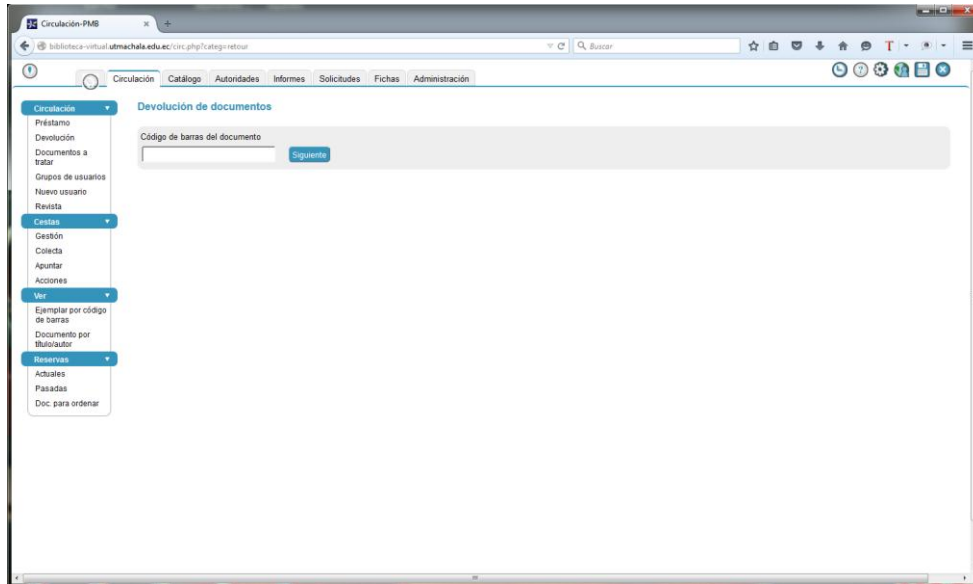 Circulación-PMB
biblioteca-virtual.utmachala.edu.ec/circ.php?categ=retour
Buscar
Circulación Catálogo Autoridades Informes Solicitudes Fichas Administración
Circulación
Préstamo
Devolución
Documentos a
tratar
Grupos de usuarios
Nuevo usuario
Revista
Cestas
Gestión
Colecta
Apuntar
Acciones
Ver
Ejemplar por código
de barras
Documento por
título/autor
Reservas
Actuales
Pasadas
Doc. para ordenar
Devolución de documentos
Código de barras del documento
Siguiente